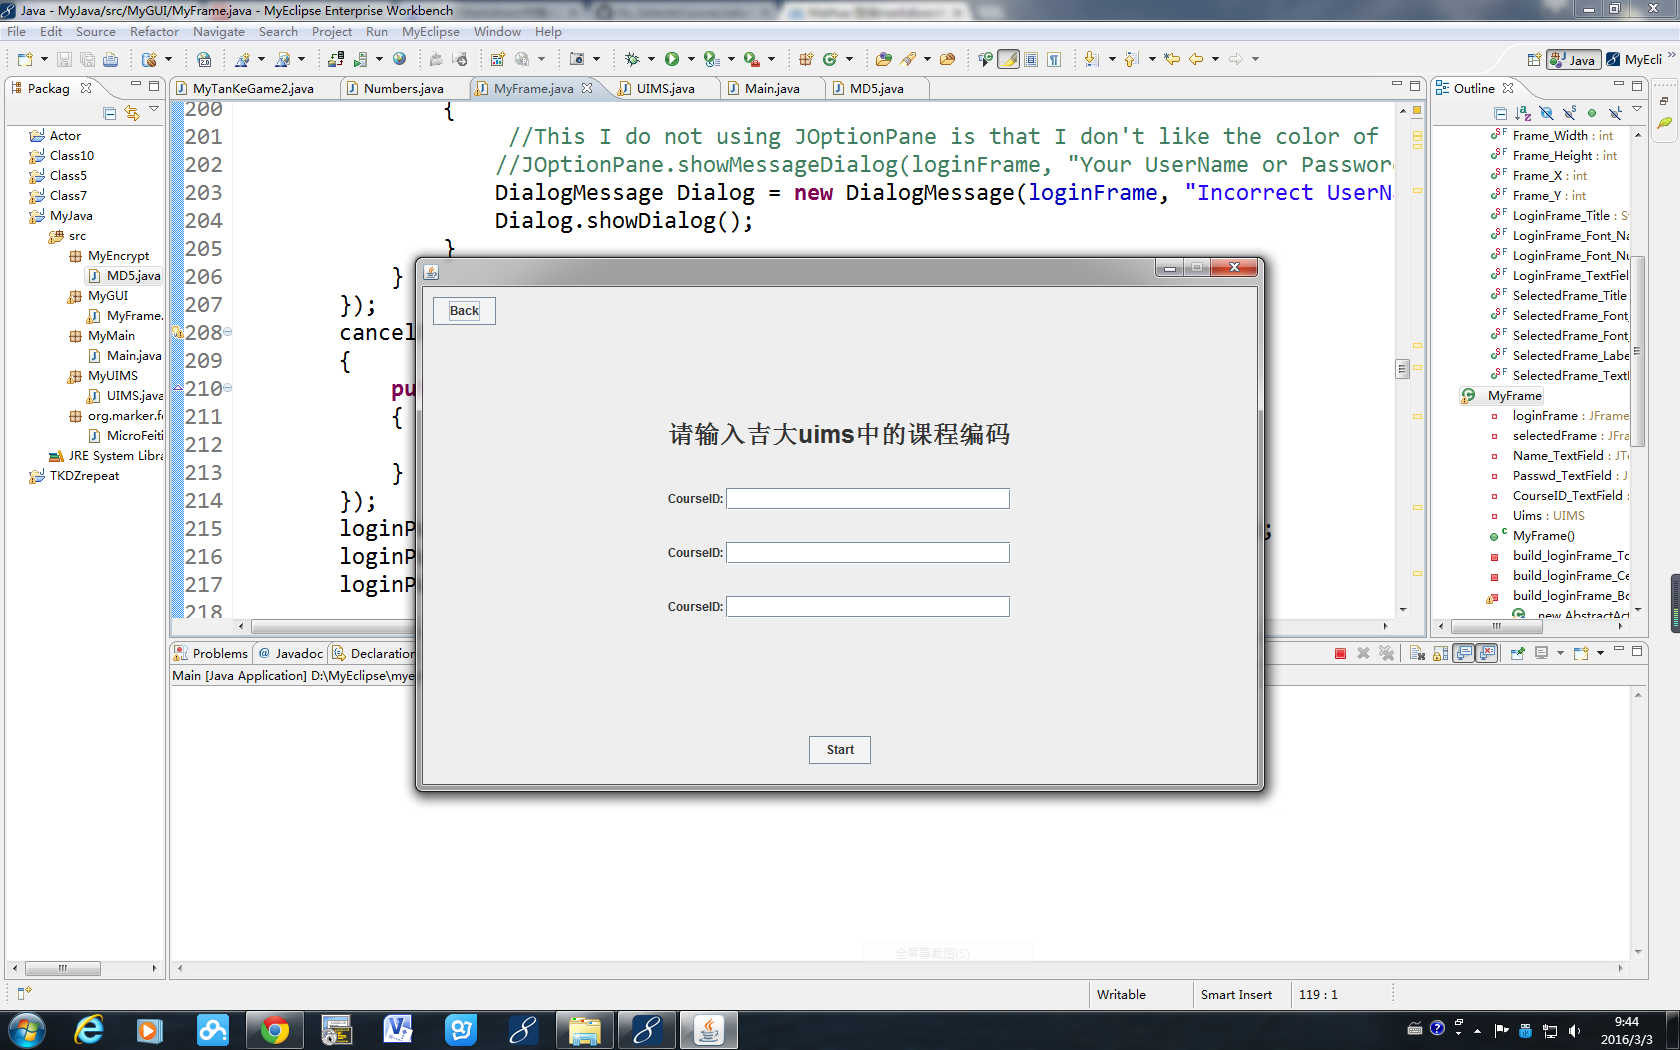 Java - MyJava/src/MyGUI/MyFrame.java - MyEclipse Enterprise Workbench
File Edit Source Refactor Navigate Search Project Run MyEclipse Window Help
Java MyEcli
Packag
MyTanKeGame2.java Numbers.java MyFrame.java UIMS.java Main.java MD5.java
Outline
Actor
Class10
Class5
Class7
MyJava
src
MyEncrypt
MD5.java
MyGUI
MyFrame.
MyMain
Main.java
MyUIMS
UIMS.java
org.marker.f
MicroFeiti
JRE System Libra
TKDZrepeat
200 {
201 //This I do not using JOptionPane is that I don't like the color of
202 //JOptionPane.showMessageDialog(loginFrame, "Your UserName or Passwor
203 DialogMessage Dialog = new DialogMessage(loginFrame, "Incorrect UserN
204 Dialog.showDialog();
205 }
206 }
207 });
208 cancel
209 {
210 pu
211 {
212
213 }
214 });
215 loginP ;
216 loginP
217 loginP
218
Back
请输入吉大uims中的课程编码
CourseID:
CourseID:
CourseID:
Start
Frame_Width : int
Frame_Height : int
Frame_X : int
Frame_Y : int
LoginFrame_Title : S
LoginFrame_Font_Na
LoginFrame_Font_Nu
LoginFrame_TextFiel
SelectedFrame_Title
SelectedFrame_Font_
SelectedFrame_Font_
SelectedFrame_Labe
SelectedFrame_TextF
MyFrame
loginFrame : JFrame
selectedFrame : JFra
Name_TextField : JTe
Passwd_TextField : J
CourseID_TextField :
Uims : UIMS
MyFrame()
build_loginFrame_To
build_loginFrame_Ce
build_loginFrame_Bo
new AbstractAct
Problems Javadoc Declaration
Main [Java Application] D:\MyEclipse\mye
全屏幕截图(S)
Writable Smart Insert 119 : 1
9:44
2016/3/3